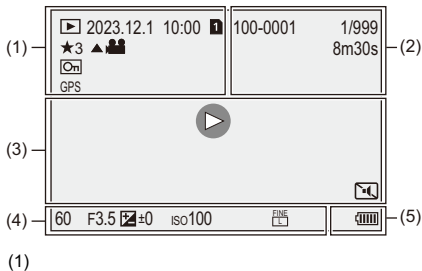 2023.12.1 10:00 1 100-0001 1/999
(1) ★3 8m30s (2)
On
GPS
(3)
(4) 60 F3.5 ±0 ISO100 FINE L (5)
(1)